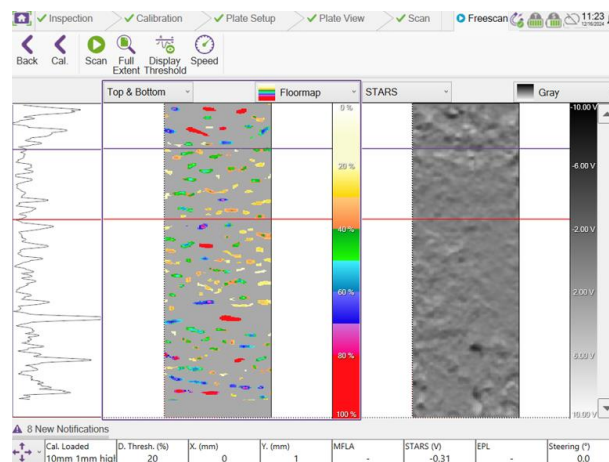 Inspection Calibration Plate Setup Plate View Scan Freescan 11:23
12/16/2024
Back Cal. Scan Full Extent Display Threshold Speed
Top & Bottom Floormap STARS Gray
0 % -10.00 V
20 % -6.00 V
40 % -2.00 V
60 % 2.00 V
80 % 6.00 V
100 % 10.00 V
8 New Notifications
Cal. Loaded D. Thresh. (%) X. (mm) Y. (mm) MFLA STARS (V) EPL Steering (°)
10mm 1mm high 20 0 1 - -0.31 - 0.0